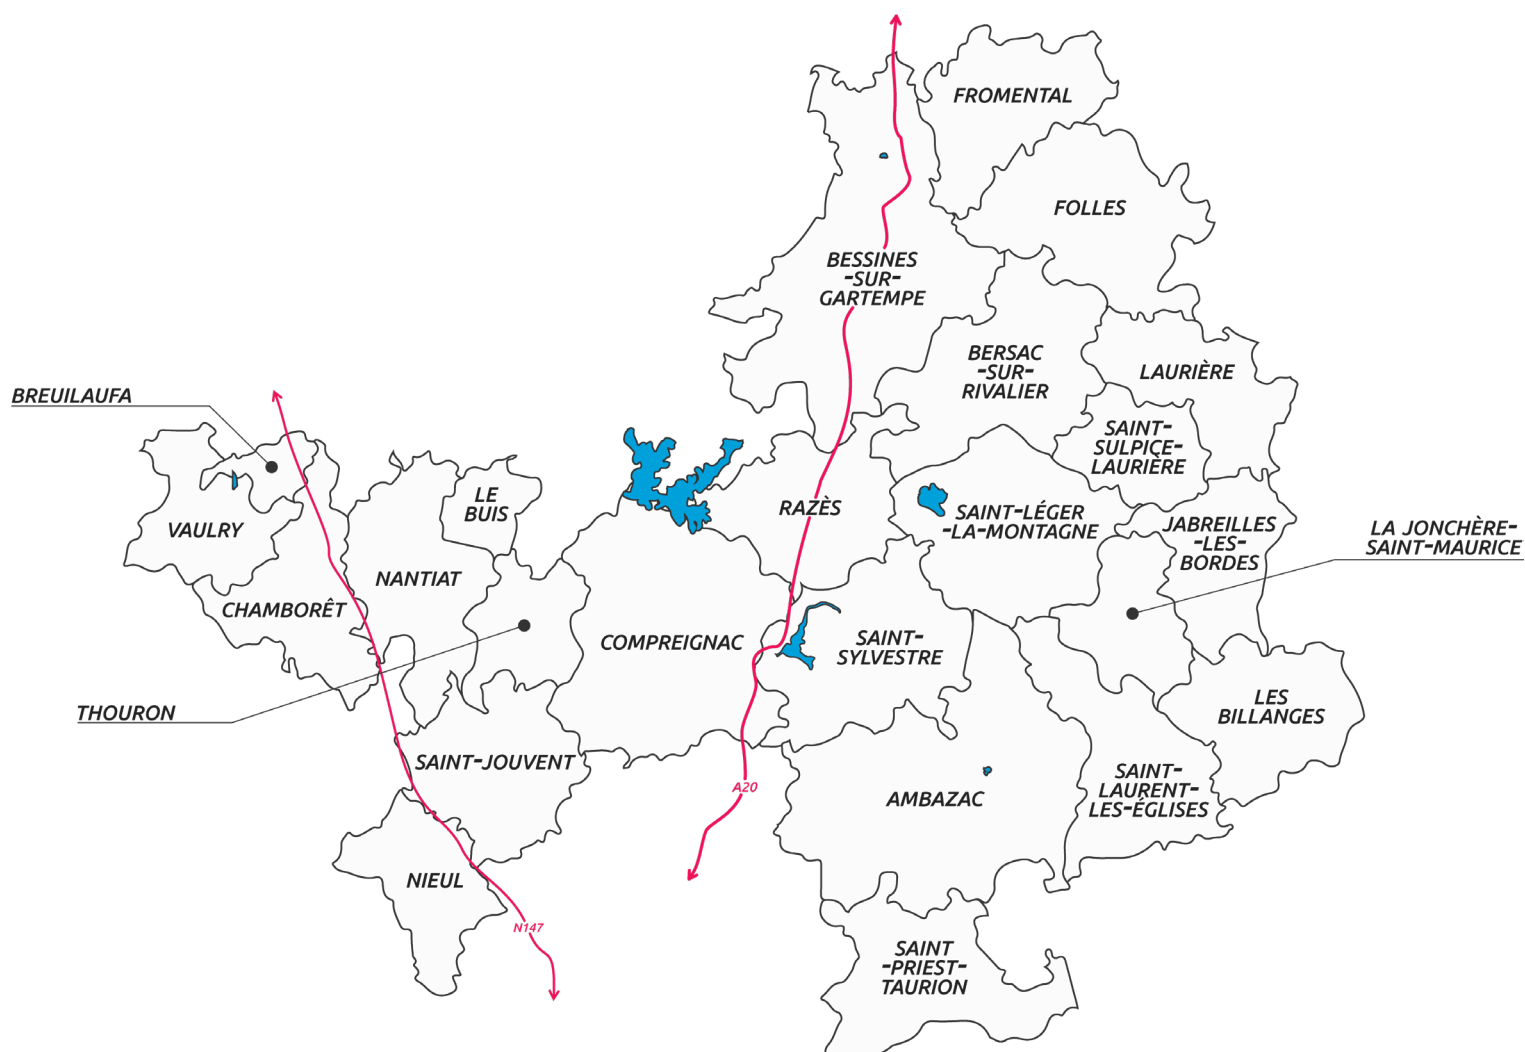 FROMENTAL
FOLLES
BESSINES
-SUR-
GARTEMPE
BERSAC
-SUR-
RIVALIER
LAURIÈRE
BREUILAUFA
SAINT-
SULPICE-
LAURIÈRE
LE
BUIS
RAZÈS
VAULRY
SAINT-LÉGER
-LA-MONTAGNE
JABREILLES
-LES-
BORDES
LA JONCHÈRE-
SAINT-MAURICE
NANTIAT
CHAMBORÊT
COMPREIGNAC
SAINT-
SYLVESTRE
THOURON
LES
BILLANGES
SAINT-JOUVENT
A20
AMBAZAC
SAINT-
LAURENT-
LES-ÉGLISES
NIEUL
N147
SAINT
-PRIEST-
TAURION